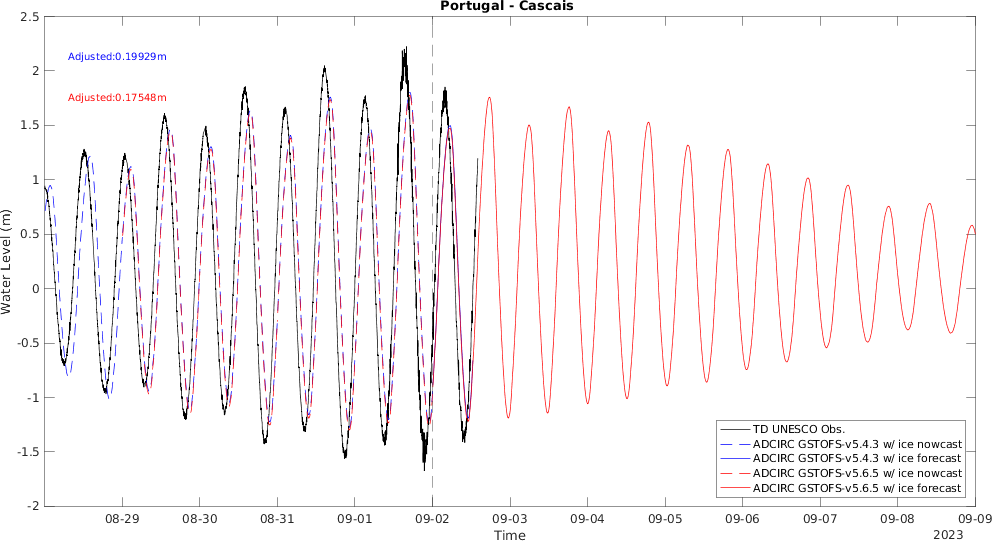 Portugal - Cascais
2.5
2
1.5
1
0.5
0
-0.5
-1
-1.5
-2
Water Level (m)
Adjusted:0.19929m
Adjusted:0.17548m
TD UNESCO Obs.
ADCIRC GSTOFS-v5.4.3 w/ ice nowcast
ADCIRC GSTOFS-v5.4.3 w/ ice forecast
ADCIRC GSTOFS-v5.6.5 w/ ice nowcast
ADCIRC GSTOFS-v5.6.5 w/ ice forecast
08-29 08-30 08-31 09-01 09-02 09-03 09-04 09-05 09-06 09-07 09-08 09-09
Time
2023